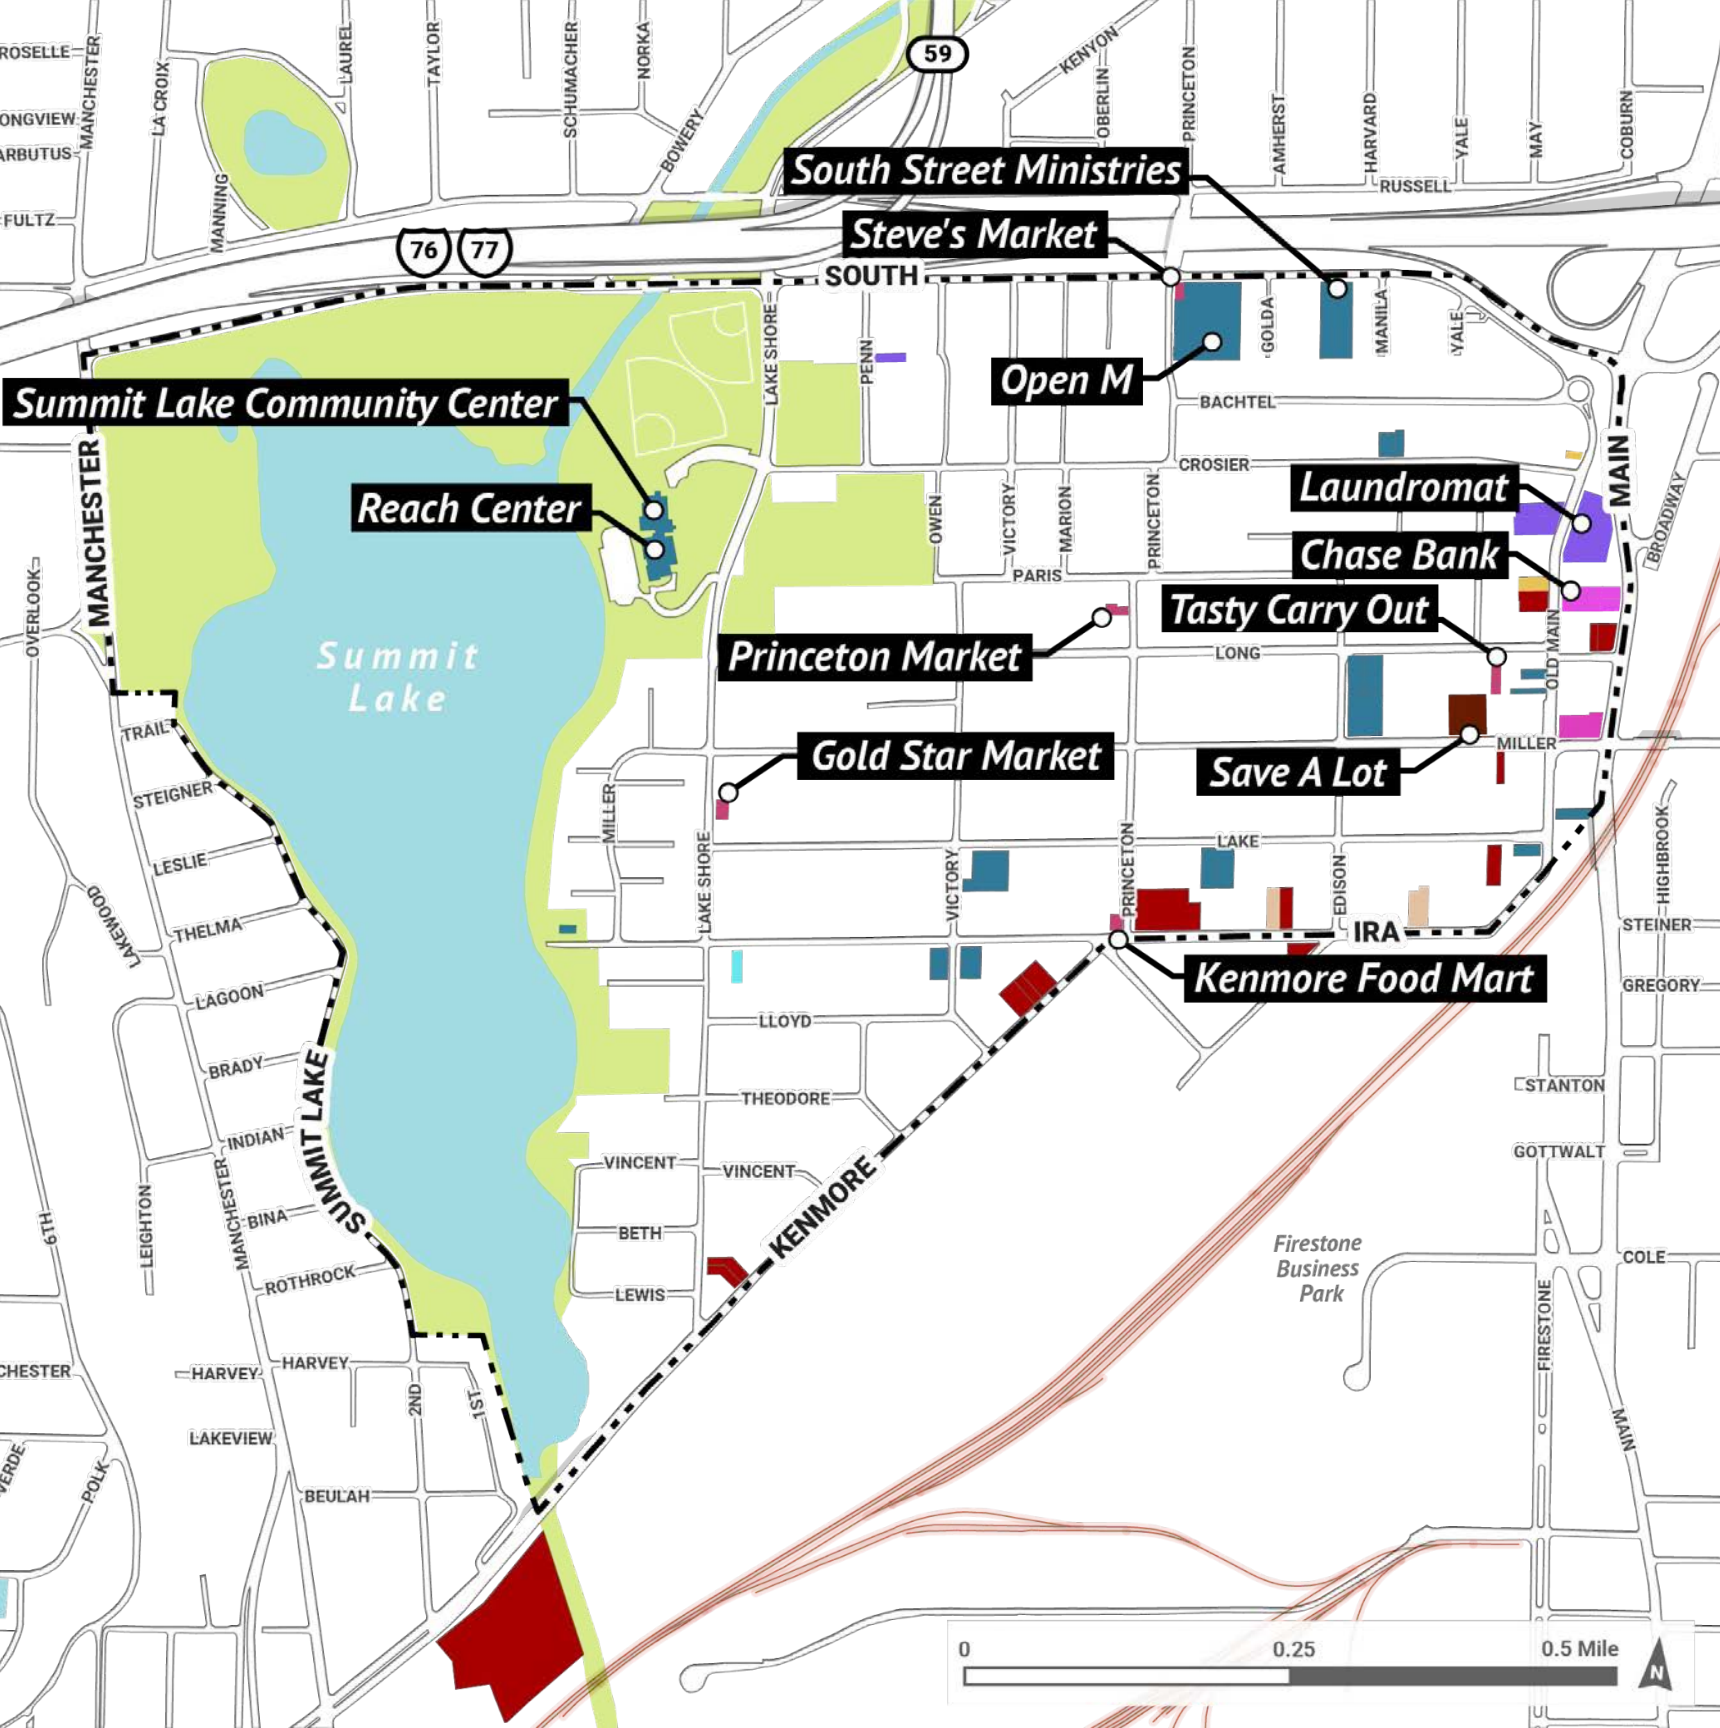 59
KENYON
ROSELLE
MANCHESTER
LACROIX
LAUREL
TAYLOR
SCHUMACHER
NORKA
BOWERY
OBERLIN
PRINCETON
AMHERST
HARVARD
YALE
MAY
COBURN
ONGVIEW
ARBUTUS
MANNING
FULTZ
RUSSELL
South Street Ministries
Steve's Market
76
77
SOUTH
LAKE SHORE
PENN
GOLDA
MANILA
YALE
Open M
BACHTEL
Summit Lake Community Center
MANCHESTER
CROSIER
MAIN
BROADWAY
Reach Center
Laundromat
OWEN
VICTORY
MARION
PRINCETON
Chase Bank
PARIS
OVERLOOK
Tasty Carry Out
Princeton Market
LONG
OLD MAIN
Summit
Lake
TRAIL
MILLER
Gold Star Market
Save A Lot
STEIGNER
MILLER
LAKE SHORE
VICTORY
PRINCETON
LAKE
EDISON
HIGHBROOK
LESLIE
LAKEWOOD
THELMA
IRA
STEINER
Kenmore Food Mart
GREGORY
LAGOON
LLOYD
BRADY
SUMMIT LAKE
THEODORE
STANTON
INDIAN
GOTTWALT
VINCENT
VINCENT
KENMORE
6TH
LEIGHTON
MANCHESTER
BINA
BETH
Firestone
Business
Park
COLE
ROTHROCK
LEWIS
FIRESTONE
CHESTER
HARVEY
HARVEY
2ND
1ST
MAIN
LAKEVIEW
VERDE
POLK
BEULAH
0
0.25
0.5 Mile
N